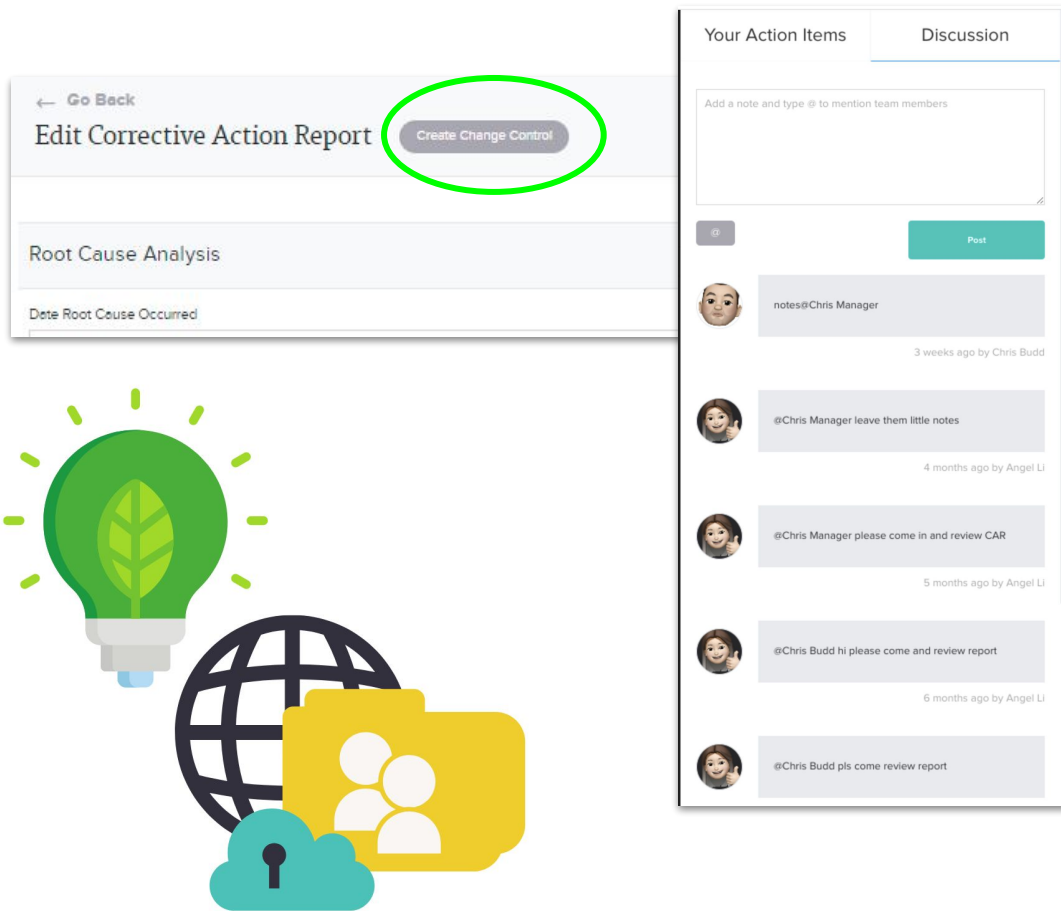 ← Go Back
Edit Corrective Action Report
Create Change Control
Root Cause Analysis
Date Root Cause Occurred
Your Action Items
Discussion
Add a note and type @ to mention team members
@
Post
notes@Chris Manager
3 weeks ago by Chris Budd
@Chris Manager leave them little notes
4 months ago by Angel Li
@Chris Manager please come in and review CAR
5 months ago by Angel Li
@Chris Budd hi please come and review report
6 months ago by Angel Li
@Chris Budd pls come review report